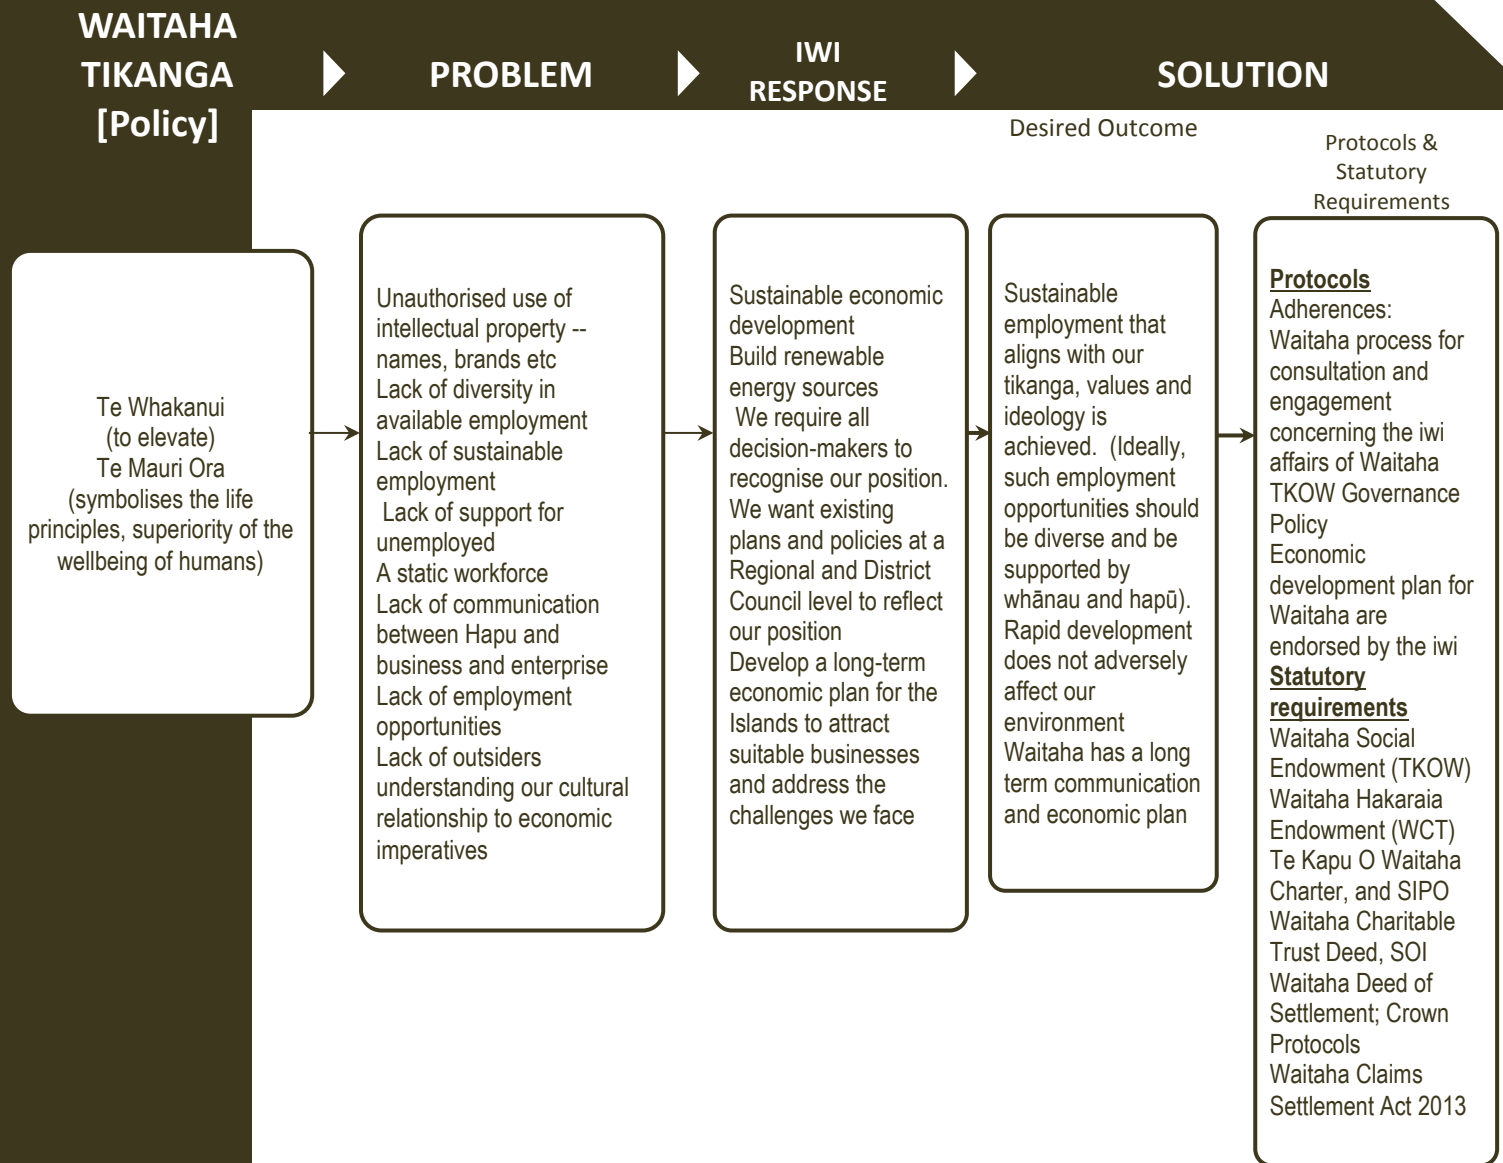 WAITAHA
TIKANGA
[Policy]
PROBLEM
IWI
RESPONSE
SOLUTION
Desired Outcome
Protocols &
Statutory
Requirements
Te Whakanui
(to elevate)
Te Mauri Ora
(symbolises the life
principles, superiority of the
wellbeing of humans)
Unauthorised use of
intellectual property --
names, brands etc
Lack of diversity in
available employment
Lack of sustainable
employment
Lack of support for
unemployed
A static workforce
Lack of communication
between Hapu and
business and enterprise
Lack of employment
opportunities
Lack of outsiders
understanding our cultural
relationship to economic
imperatives
Sustainable economic
development
Build renewable
energy sources
We require all
decision-makers to
recognise our position.
We want existing
plans and policies at a
Regional and District
Council level to reflect
our position
Develop a long-term
economic plan for the
Islands to attract
suitable businesses
and address the
challenges we face
Sustainable
employment that
aligns with our
tikanga, values and
ideology is
achieved. (Ideally,
such employment
opportunities should
be diverse and be
supported by
whānau and hapū).
Rapid development
does not adversely
affect our
environment
Waitaha has a long
term communication
and economic plan
Protocols
Adherences:
Waitaha process for
consultation and
engagement
concerning the iwi
affairs of Waitaha
TKOW Governance
Policy
Economic
development plan for
Waitaha are
endorsed by the iwi
Statutory
requirements
Waitaha Social
Endowment (TKOW)
Waitaha Hakaraia
Endowment (WCT)
Te Kapu O Waitaha
Charter, and SIPO
Waitaha Charitable
Trust Deed, SOI
Waitaha Deed of
Settlement; Crown
Protocols
Waitaha Claims
Settlement Act 2013